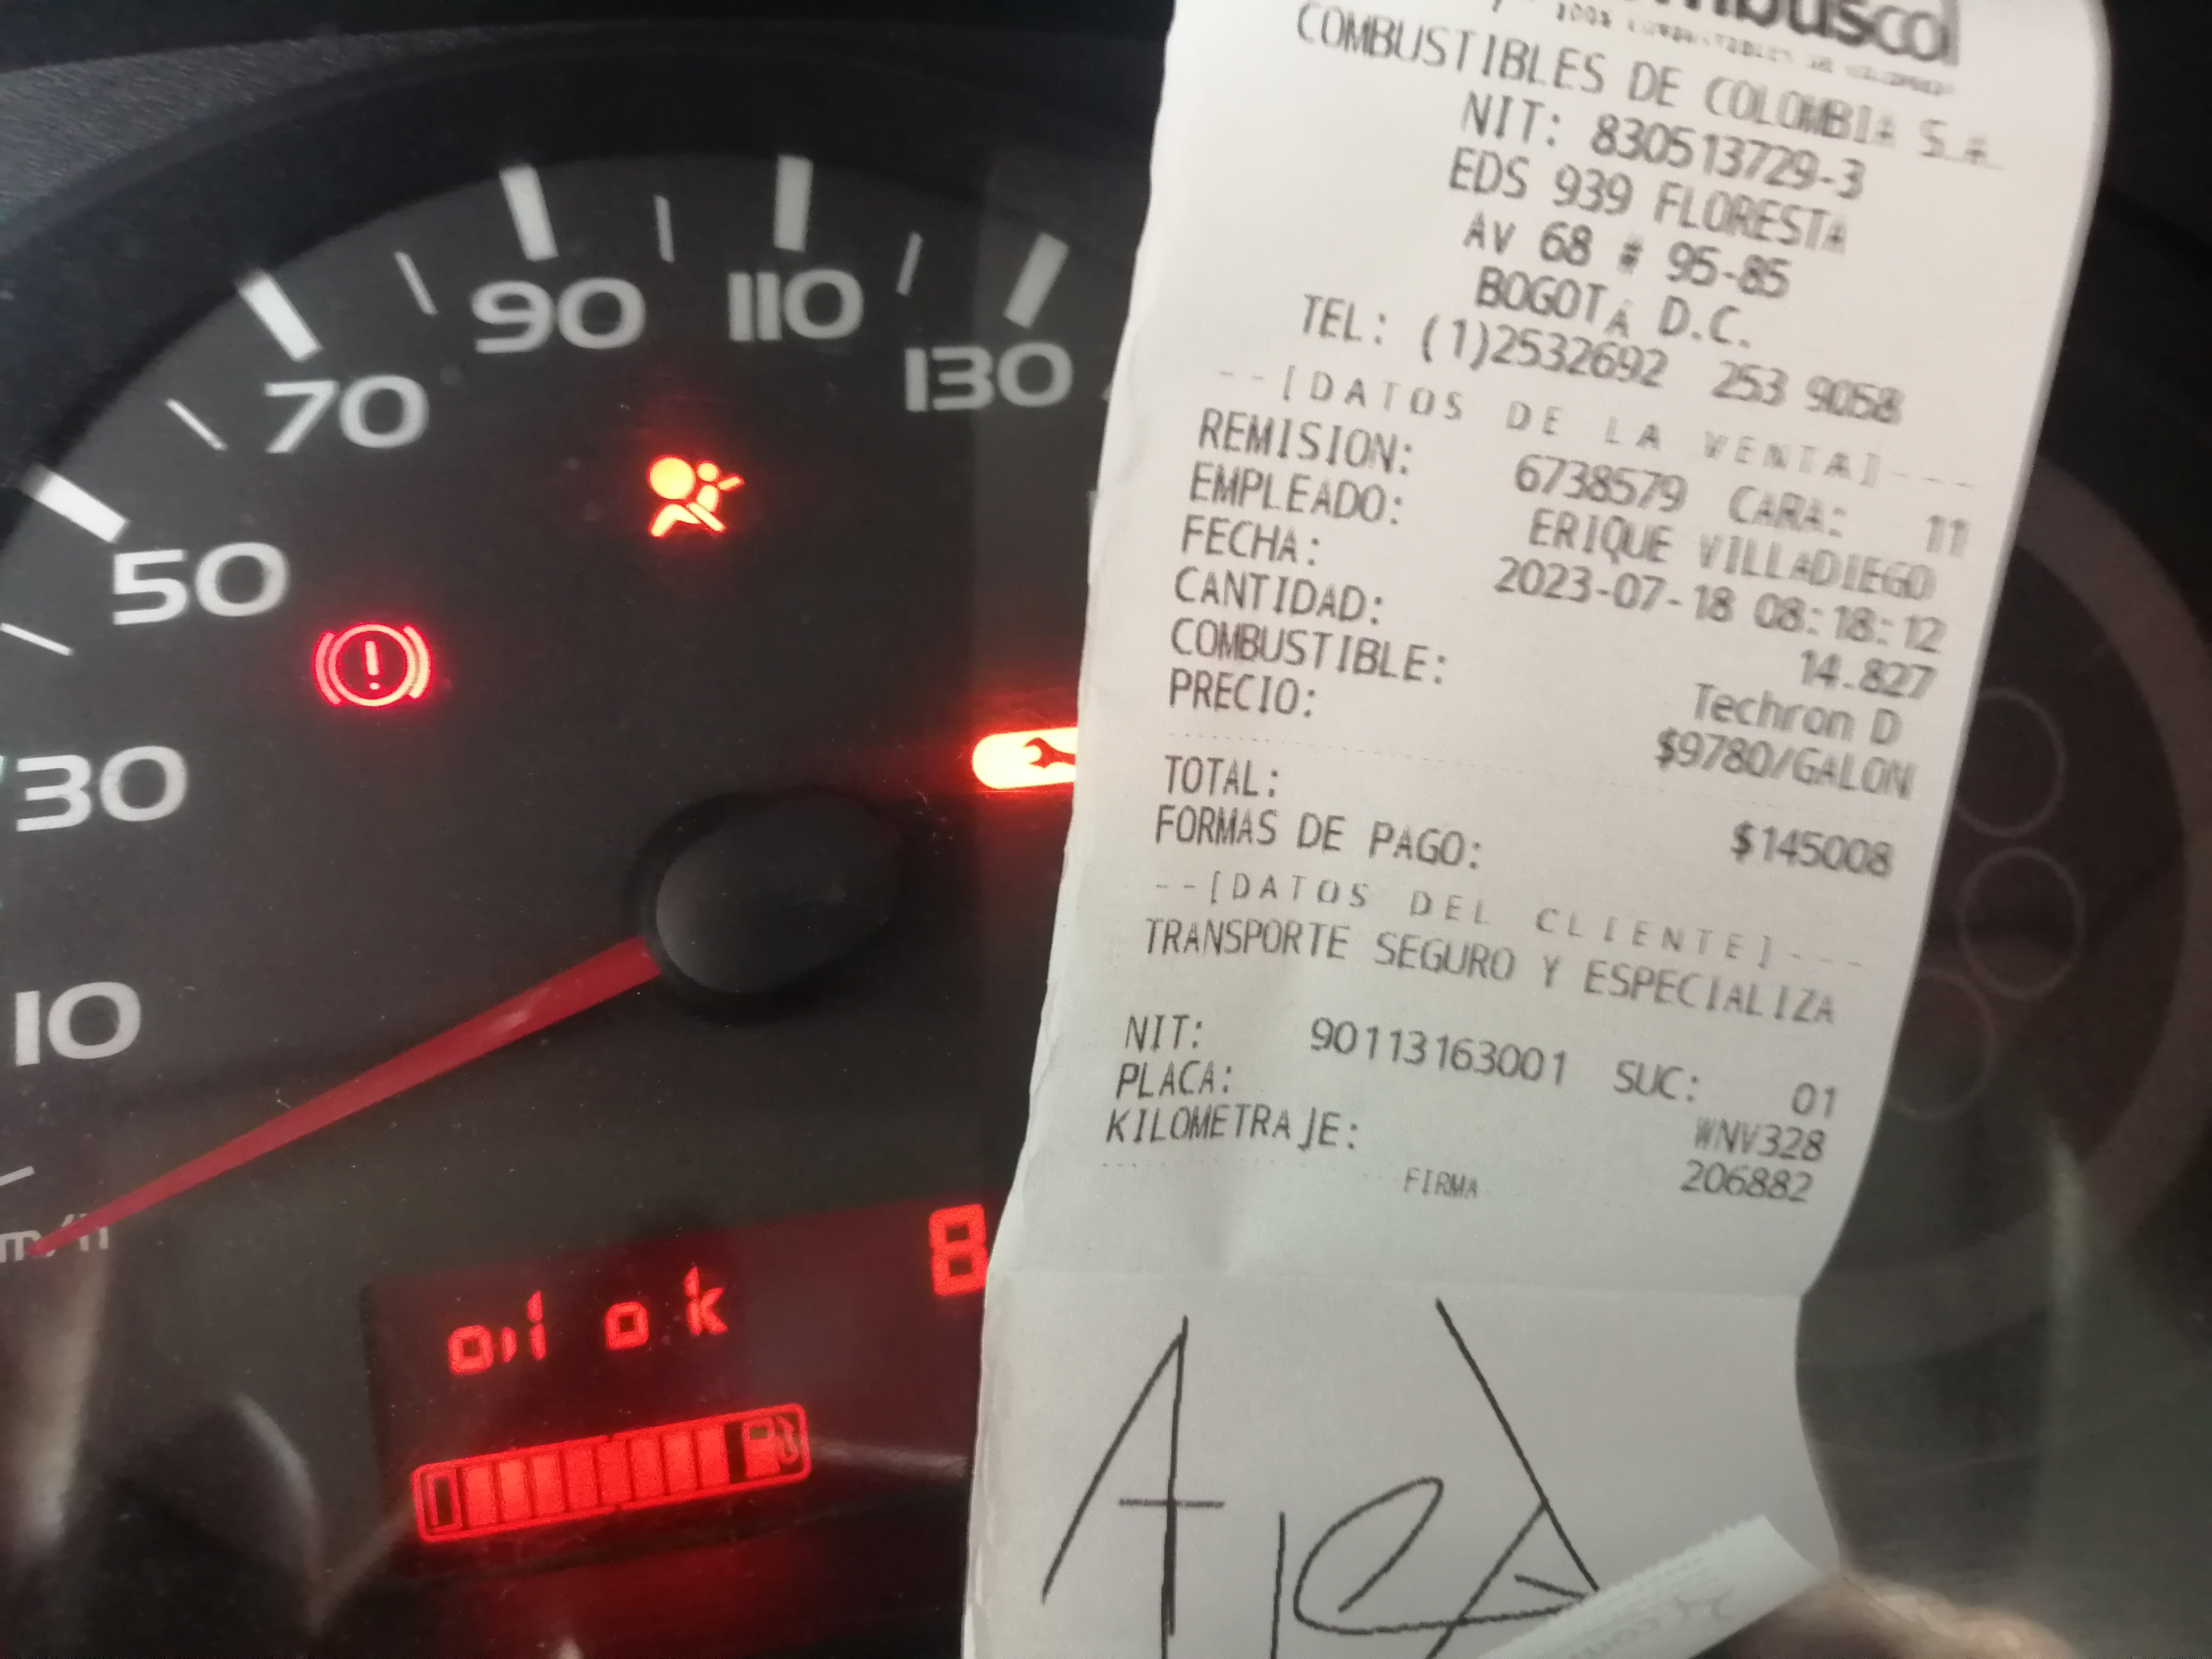 COMBUSTIBLES DE COLOMBIA S.A.
NIT: 830513729-3
EDS 939 FLORESTA
AV 68 # 95-85
BOGOTÁ D.C.
TEL: (1)2532692 253 9058
--[DATOS DE LA VENTA]---
REMISION: 6738579 CARA: 11
EMPLEADO: ERIQUE VILLADIEGO
FECHA: 2023-07-18 08:18:12
CANTIDAD: 14.827
COMBUSTIBLE: Techron D
PRECIO: $9780/GALON
TOTAL: $145008
FORMAS DE PAGO:
--[DATOS DEL CLIENTE]---
TRANSPORTE SEGURO Y ESPECIALIZA
NIT: 90113163001 SUC: 01
PLACA: WNV328
KILOMETRAJE: 206882
FIRMA
10
30
50
70
90
110
130
oil ok
8